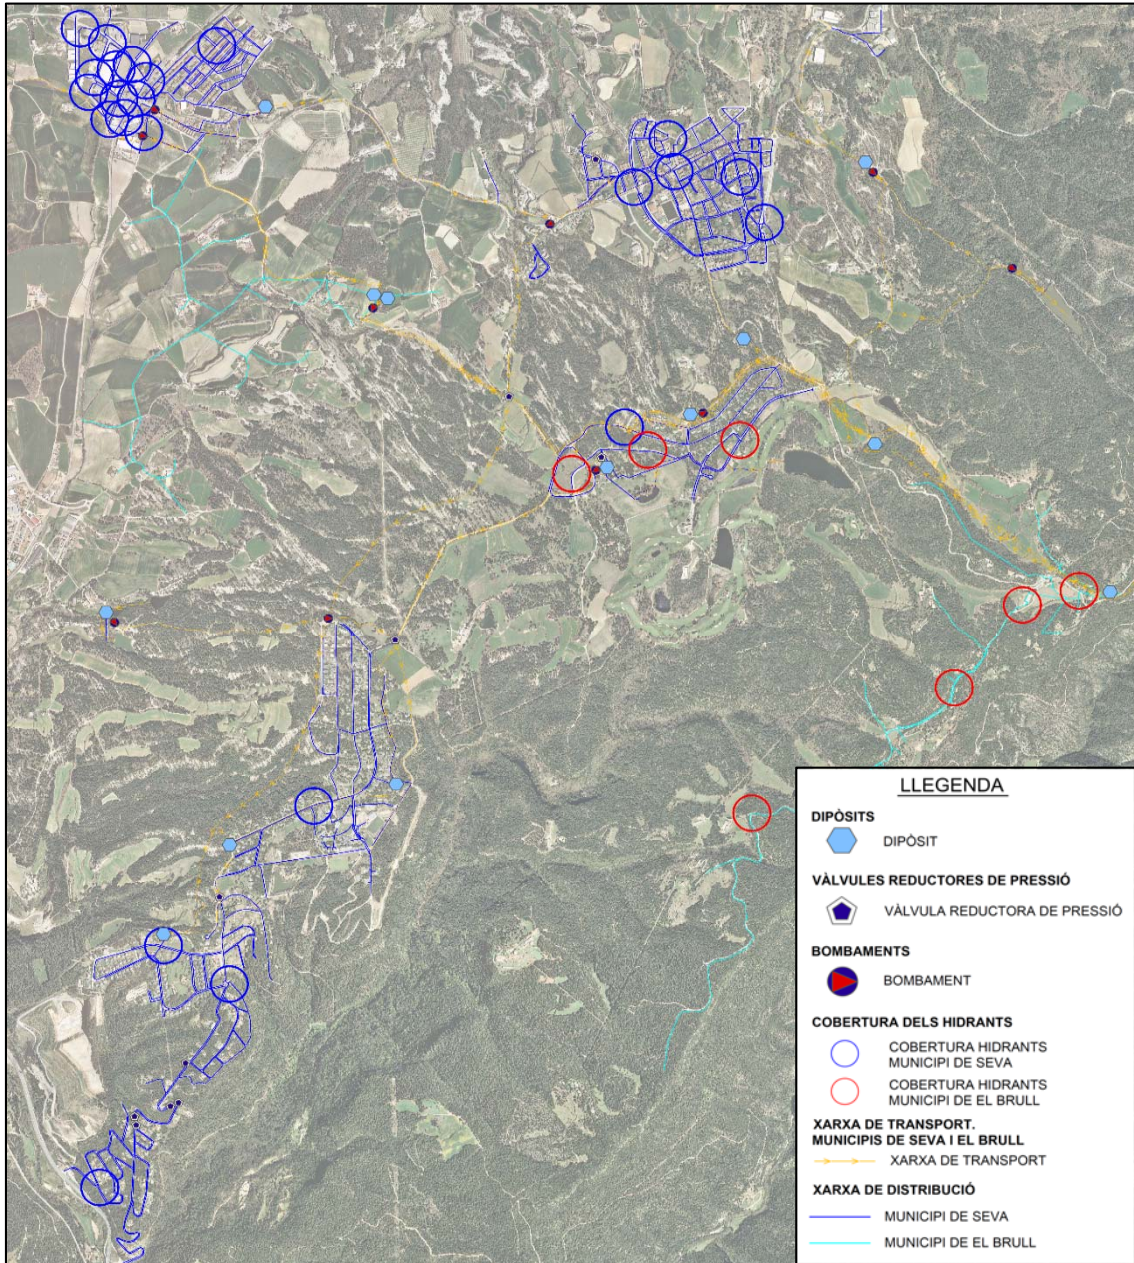 LLEGENDA
DIPÒSITS
DIPÒSIT
VÀLVULES REDUCTORES DE PRESSIÓ
VÀLVULA REDUCTORA DE PRESSIÓ
BOMBAMENTS
BOMBAMENT
COBERTURA DELS HIDRANTS
COBERTURA HIDRANTS
MUNICIPI DE SEVA
COBERTURA HIDRANTS
MUNICIPI DE EL BRULL
XARXA DE TRANSPORT.
MUNICIPIS DE SEVA I EL BRULL
XARXA DE TRANSPORT
XARXA DE DISTRIBUCIÓ
MUNICIPI DE SEVA
MUNICIPI DE EL BRULL